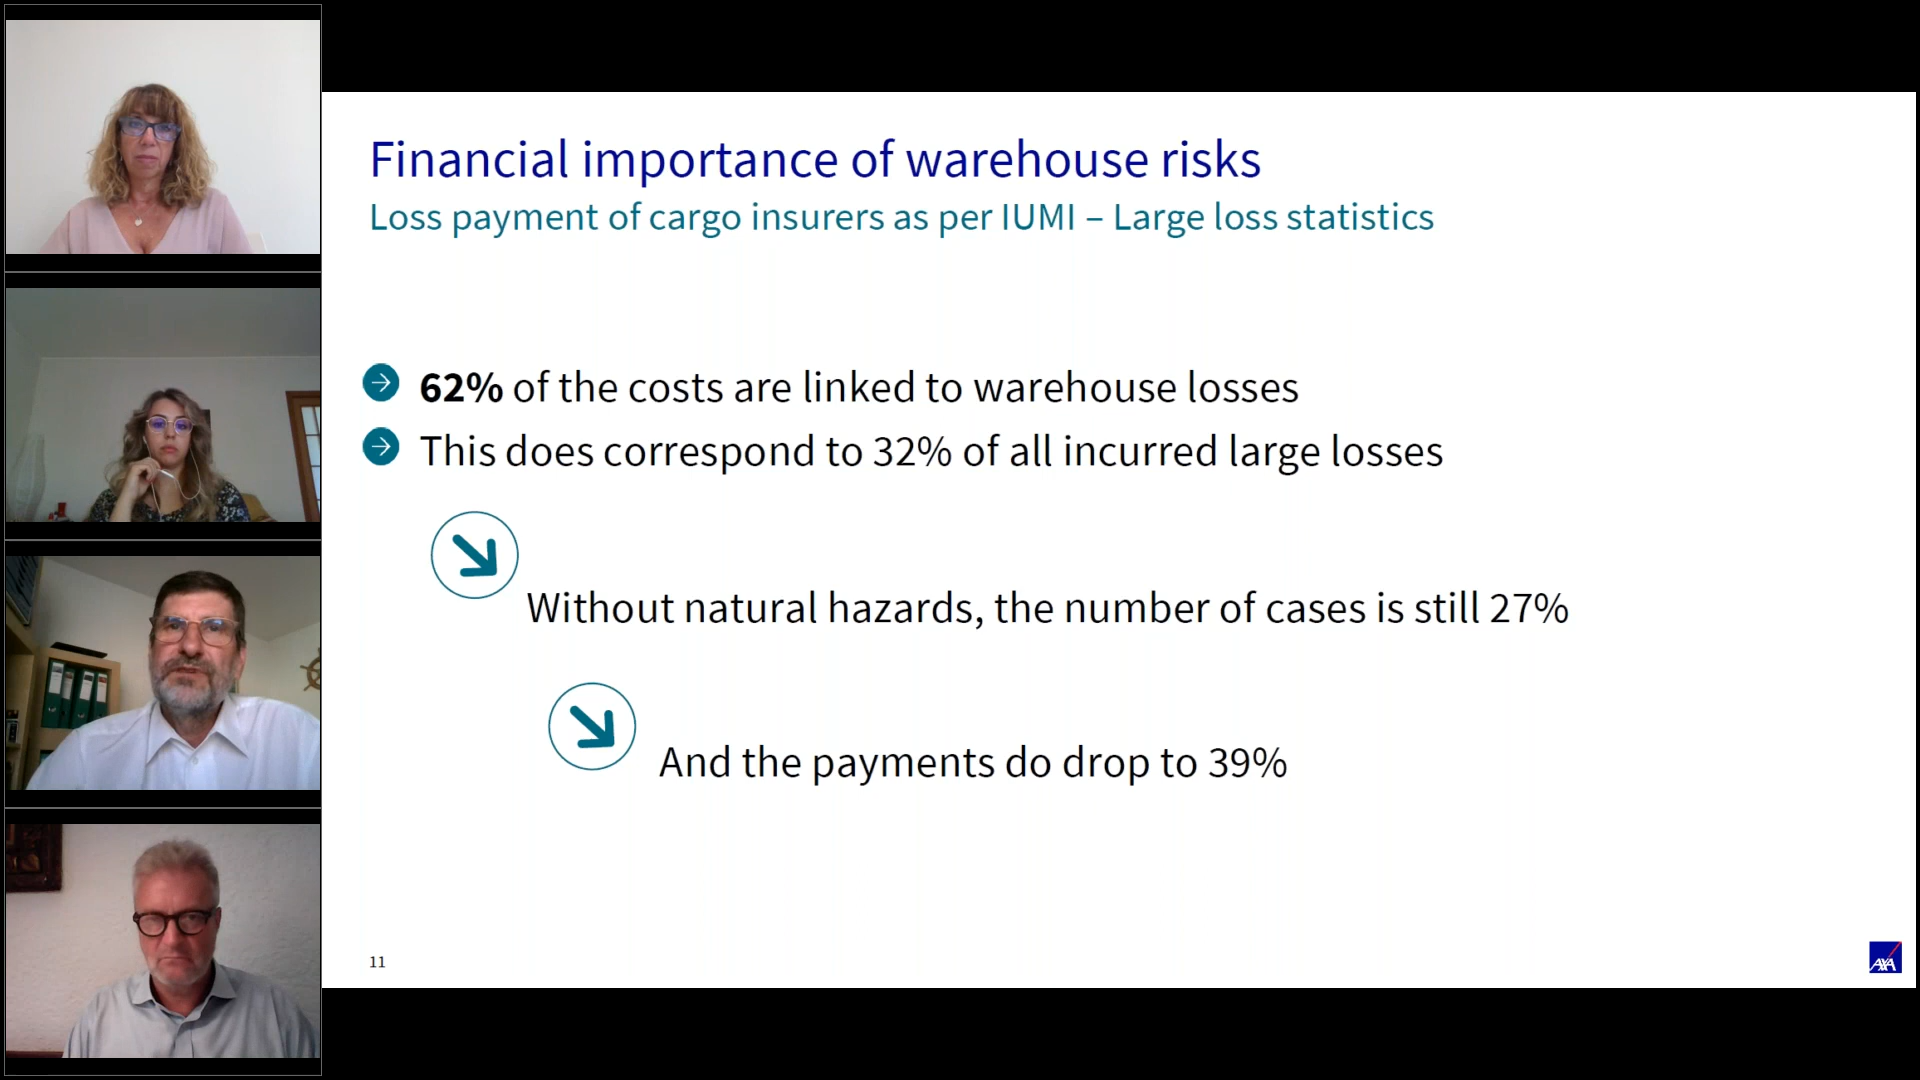 Financial importance of warehouse risks
Loss payment of cargo insurers as per IUMI – Large loss statistics
62% of the costs are linked to warehouse losses
This does correspond to 32% of all incurred large losses
Without natural hazards, the number of cases is still 27%
And the payments do drop to 39%
11
AXA